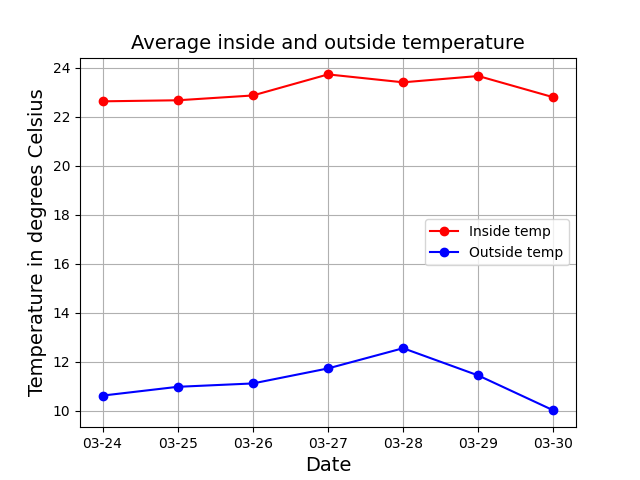 Average inside and outside temperature
Temperature in degrees Celsius
24
22
20
18
16
14
12
10
Inside temp
Outside temp
03-24 03-25 03-26 03-27 03-28 03-29 03-30
Date